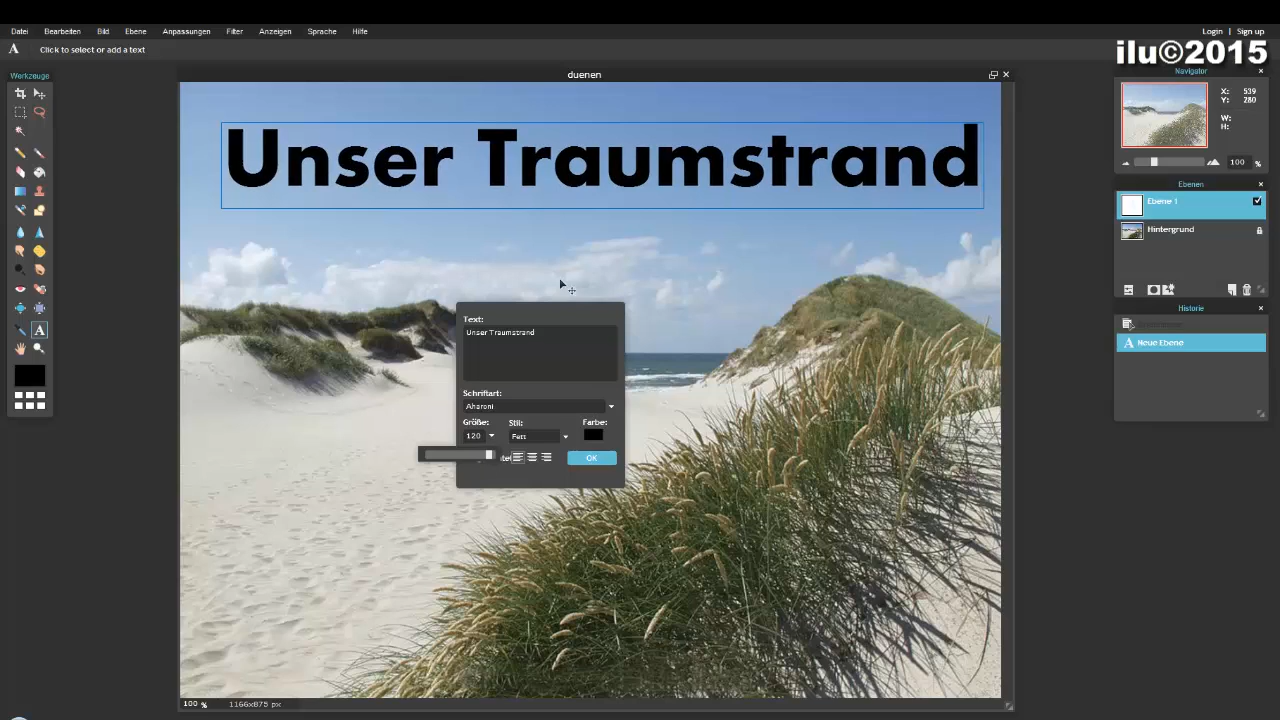 Datei Bearbeiten Bild Ebene Anpassungen Filter Anzeigen Sprache Hilfe Login | Sign up
A Click to select or add a text
ilu©2015
Werkzeuge
duenen
Navigator
X: 539
Y: 280
W:
H:
100 %
Unser Traumstrand
Ebenen
Ebene 1
Hintergrund
Historie
Neue Ebene
Text:
Unser Traumstrand
Schriftart:
Aharoni
Größe: Stil: Farbe:
120 Fett
OK
100 % 1166x875 px